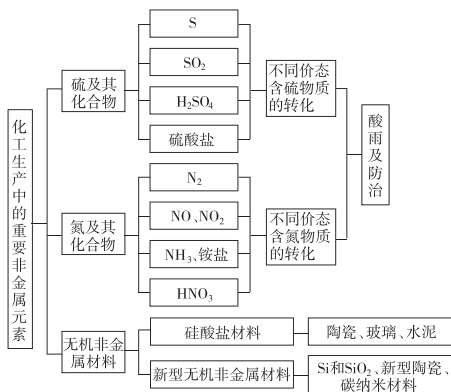 化工生产中的重要非金属元素
硫及其
化合物
S
SO₂
H₂SO₄
硫酸盐
不同价态
含硫物质
的转化
酸雨及防治
氮及其
化合物
N₂
NO、NO₂
NH₃、铵盐
HNO₃
不同价态
含氮物质
的转化
无机非金
属材料
硅酸盐材料
陶瓷、玻璃、水泥
新型无机非金属材料
Si和SiO₂、新型陶瓷、
碳纳米材料